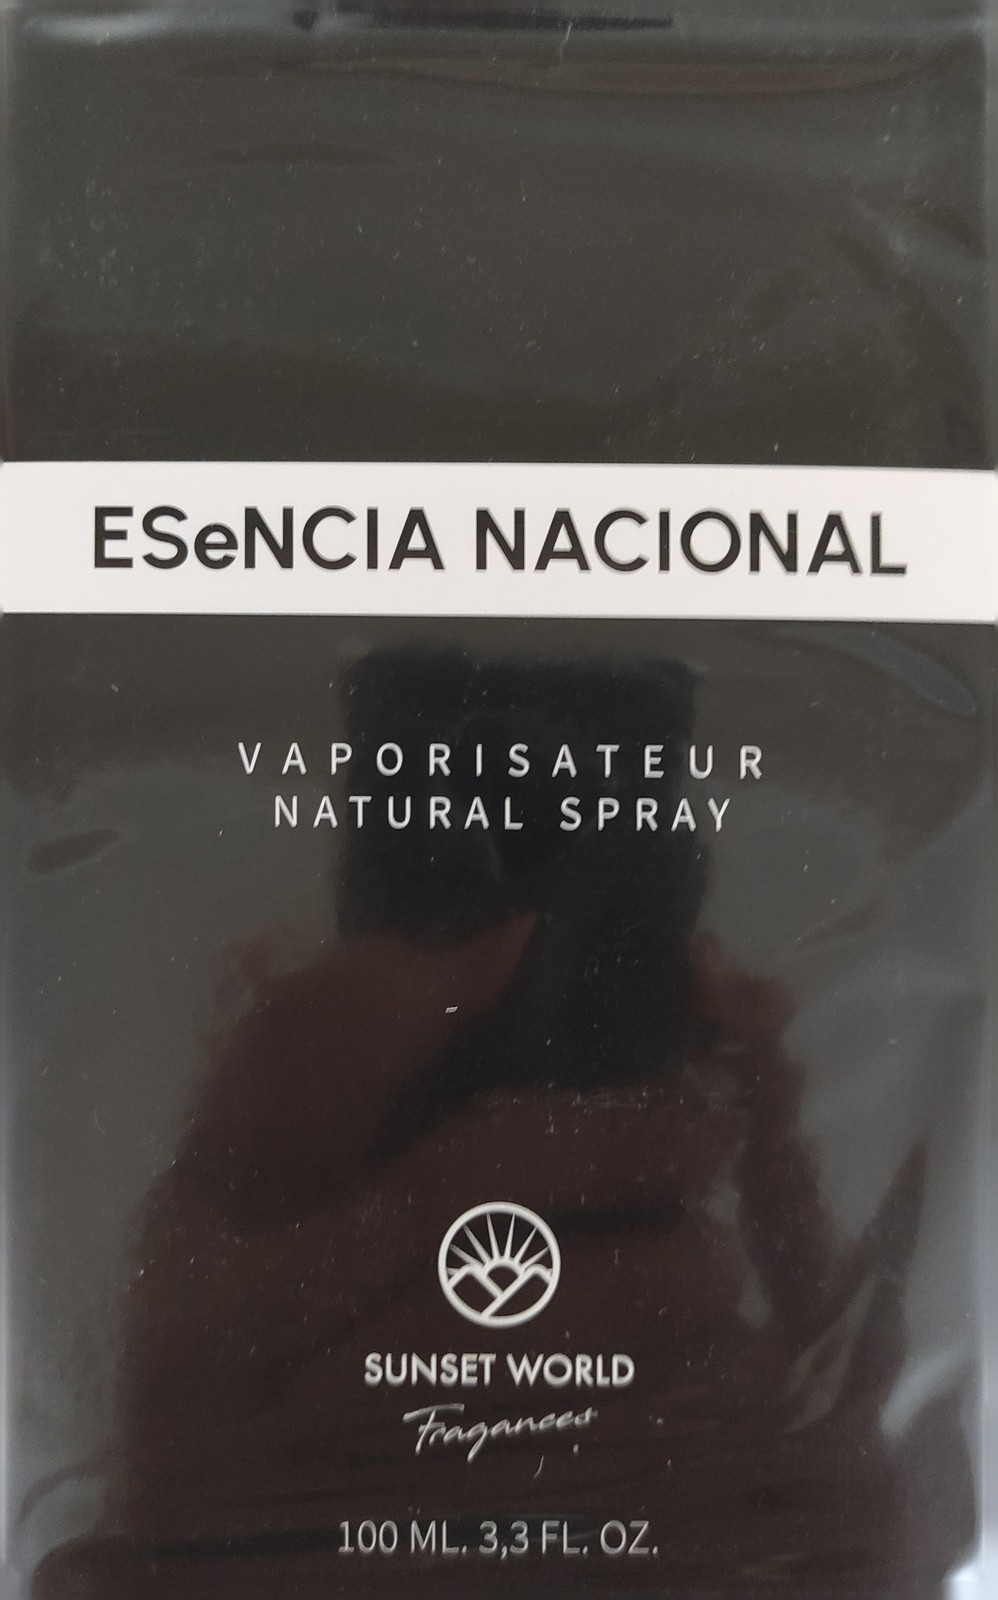 ESeNCIA NACIONAL
VAPORISATEUR
NATURAL SPRAY
SUNSET WORLD
Fragances
100 ML. 3,3 FL. OZ.